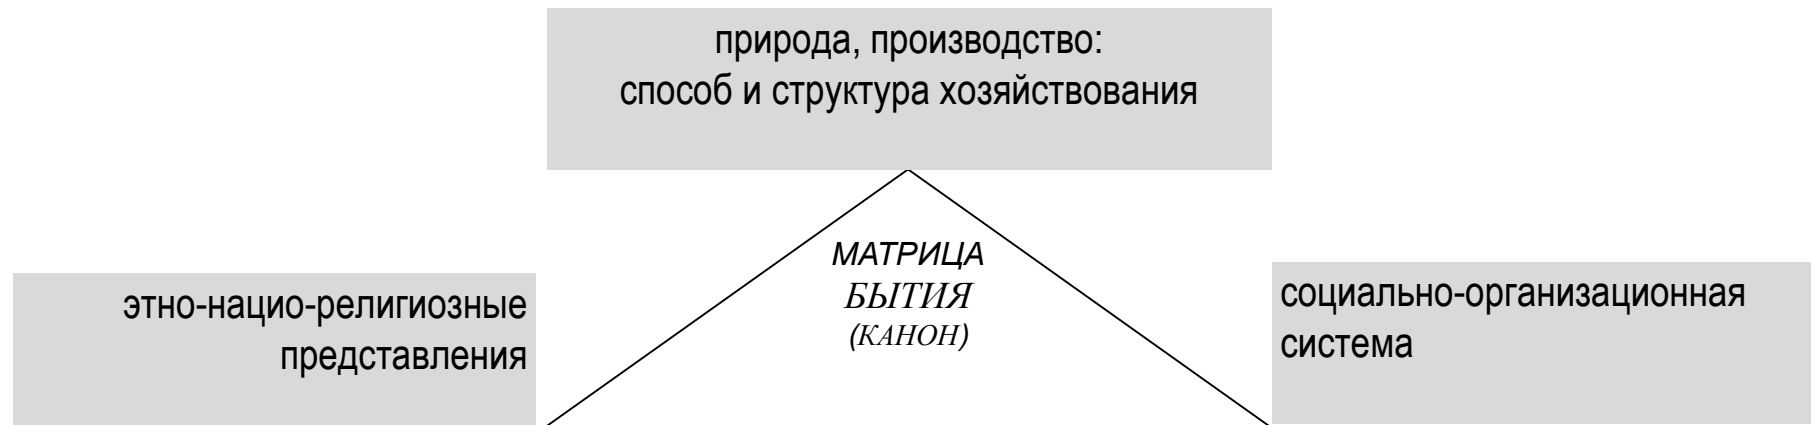 природа, производство:
способ и структура хозяйствования
МАТРИЦА
БЫТИЯ
(КАНОН)
этно-нацио-религиозные
представления
социально-организационная
система